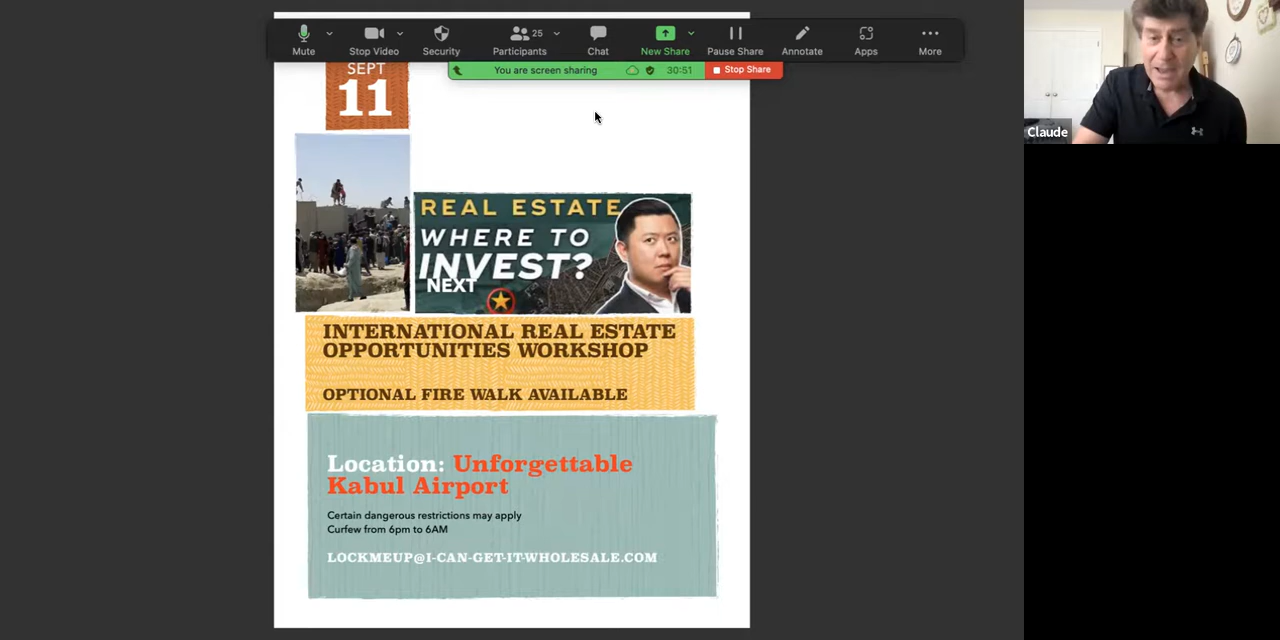 Mute
Stop Video
Security
Participants
25
Chat
New Share
Pause Share
Annotate
Apps
More
You are screen sharing
30:51
Stop Share
Claude
SEPT
11
REAL ESTATE
WHERE TO
INVEST?
NEXT
INTERNATIONAL REAL ESTATE
OPPORTUNITIES WORKSHOP
OPTIONAL FIRE WALK AVAILABLE
Location: Unforgettable
Kabul Airport
Certain dangerous restrictions may apply
Curfew from 6pm to 6AM
LOCKMEUP@I-CAN-GET-IT-WHOLESALE.COM